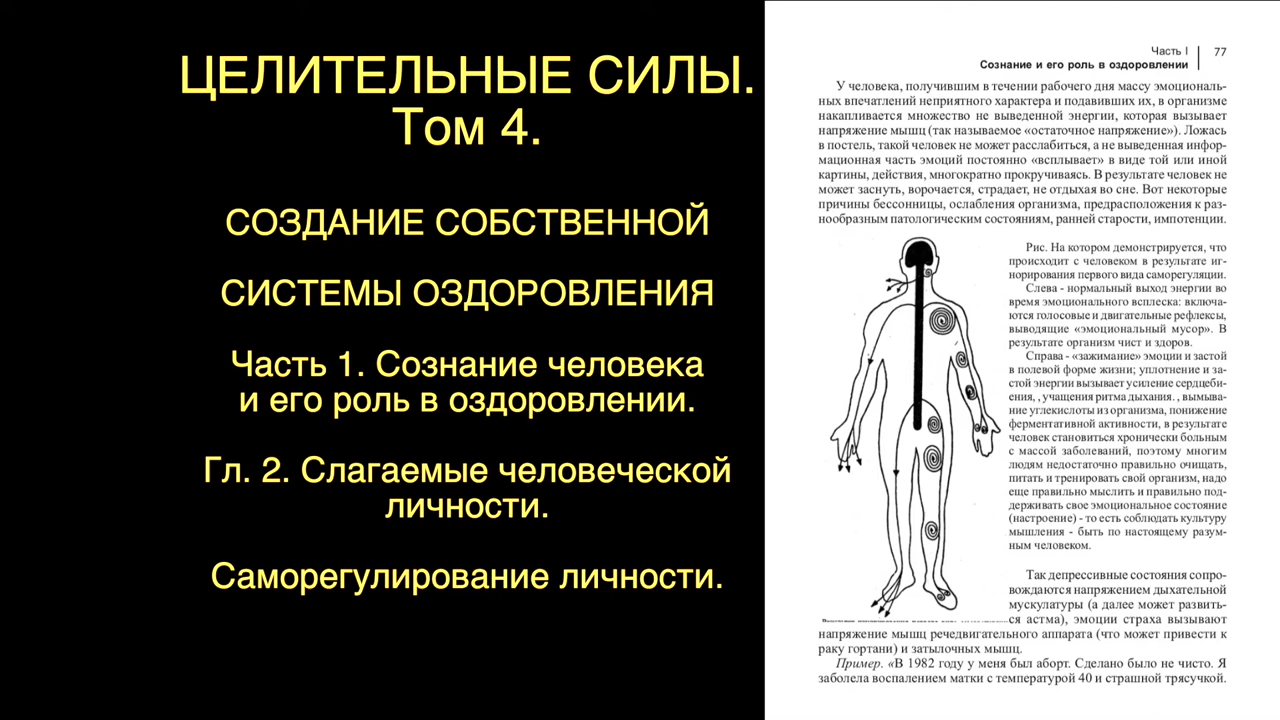 ЦЕЛИТЕЛЬНЫЕ СИЛЫ.
Том 4.
СОЗДАНИЕ СОБСТВЕННОЙ
СИСТЕМЫ ОЗДОРОВЛЕНИЯ
Часть 1. Сознание человека
и его роль в оздоровлении.
Гл. 2. Слагаемые человеческой
личности.
Саморегулирование личности.
Часть I 77
Сознание и его роль в оздоровлении
У человека, получившим в течении рабочего дня массу эмоциональ-
ных впечатлений неприятного характера и подавивших их, в организме
накапливается множество не выведенной энергии, которая вызывает
напряжение мышц (так называемое «остаточное напряжение»). Ложась
в постель, такой человек не может расслабиться, а не выведенная инфор-
мационная часть эмоций постоянно «всплывает» в виде той или иной
картины, действия, многократно прокручиваясь. В результате человек не
может заснуть, ворочается, страдает, не отдыхая во сне. Вот некоторые
причины бессонницы, ослабления организма, предрасположения к раз-
нообразным патологическим состояниям, ранней старости, импотенции.
Рис. На котором демонстрируется, что
происходит с человеком в результате иг-
норирования первого вида саморегуляции.
Слева - нормальный выход энергии во
время эмоционального всплеска: включа-
ются голосовые и двигательные рефлексы,
выводящие «эмоциональный мусор». В
результате организм чист и здоров.
Справа - «зажимание» эмоции и застой
в полевой форме жизни; уплотнение и за-
стой энергии вызывает усиление сердцеби-
ения, , учащения ритма дыхания. , вымыва-
ние углекислоты из организма, понижение
ферментативной активности, в результате
человек становиться хронически больным
с массой заболеваний, поэтому многим
людям недостаточно правильно очищать,
питать и тренировать свой организм, надо
еще правильно мыслить и правильно под-
держивать свое эмоциональное состояние
(настроение) - то есть соблюдать культуру
мышления - быть по настоящему разум-
ным человеком.
Так депрессивные состояния сопро-
вождаются напряжением дыхательной
мускулатуры (а далее может развить-
ся астма), эмоции страха вызывают
напряжение мышц речедвигательного аппарата (что может привести к
раку гортани) и затылочных мышц.
Пример. «В 1982 году у меня был аборт. Сделано было не чисто. Я
заболела воспалением матки с температурой 40 и страшной трясучкой.